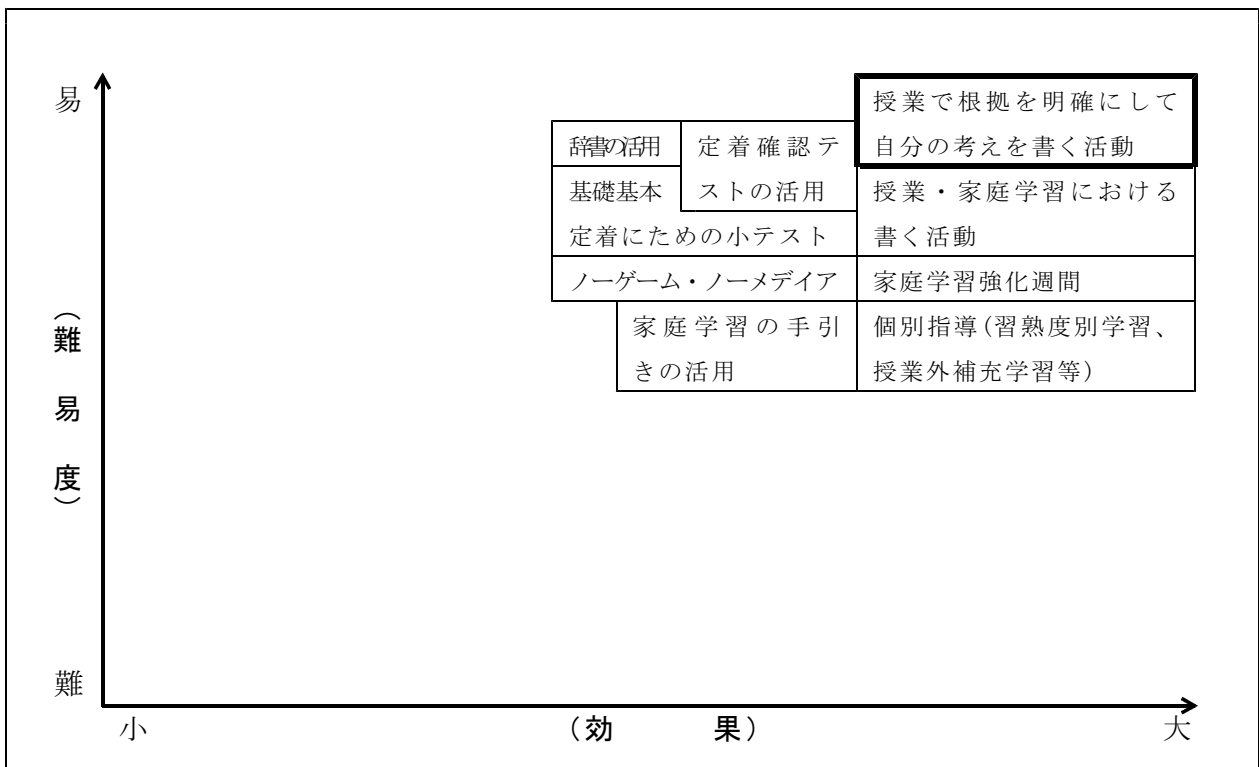 易
授業で根拠を明確にして
自分の考えを書く活動
辞書の活用
定着確認テ
ストの活用
基礎基本
定着にための小テスト
授業・家庭学習における
書く活動
ノーゲーム・ノーメデイア
家庭学習強化週間
家庭学習の手引
きの活用
個別指導(習熟度別学習、
授業外補充学習等)
(難易度)
難
小
(効果)
大